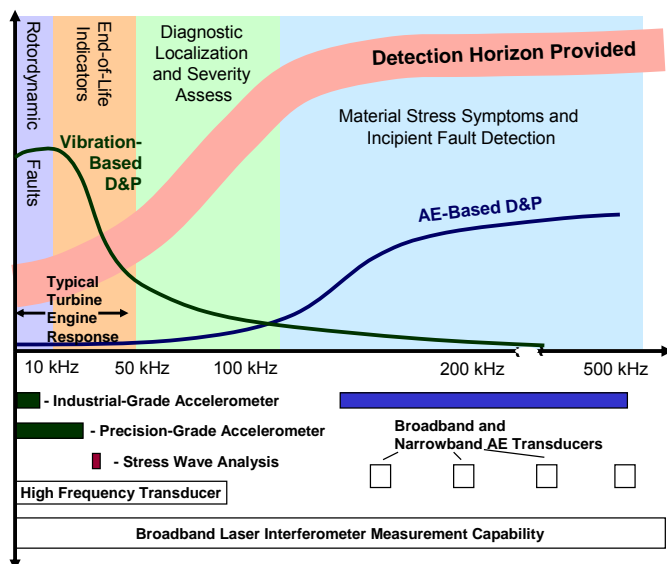 Rotordynamic
Faults
End-of-Life
Indicators
Diagnostic
Localization
and Severity
Assess
Detection Horizon Provided
Material Stress Symptoms and
Incipient Fault Detection
Vibration-
Based
D&P
AE-Based D&P
Typical
Turbine
Engine
Response
10 kHz
50 kHz
100 kHz
200 kHz
500 kHz
- Industrial-Grade Accelerometer
- Precision-Grade Accelerometer
- Stress Wave Analysis
Broadband and
Narrowband AE Transducers
High Frequency Transducer
Broadband Laser Interferometer Measurement Capability